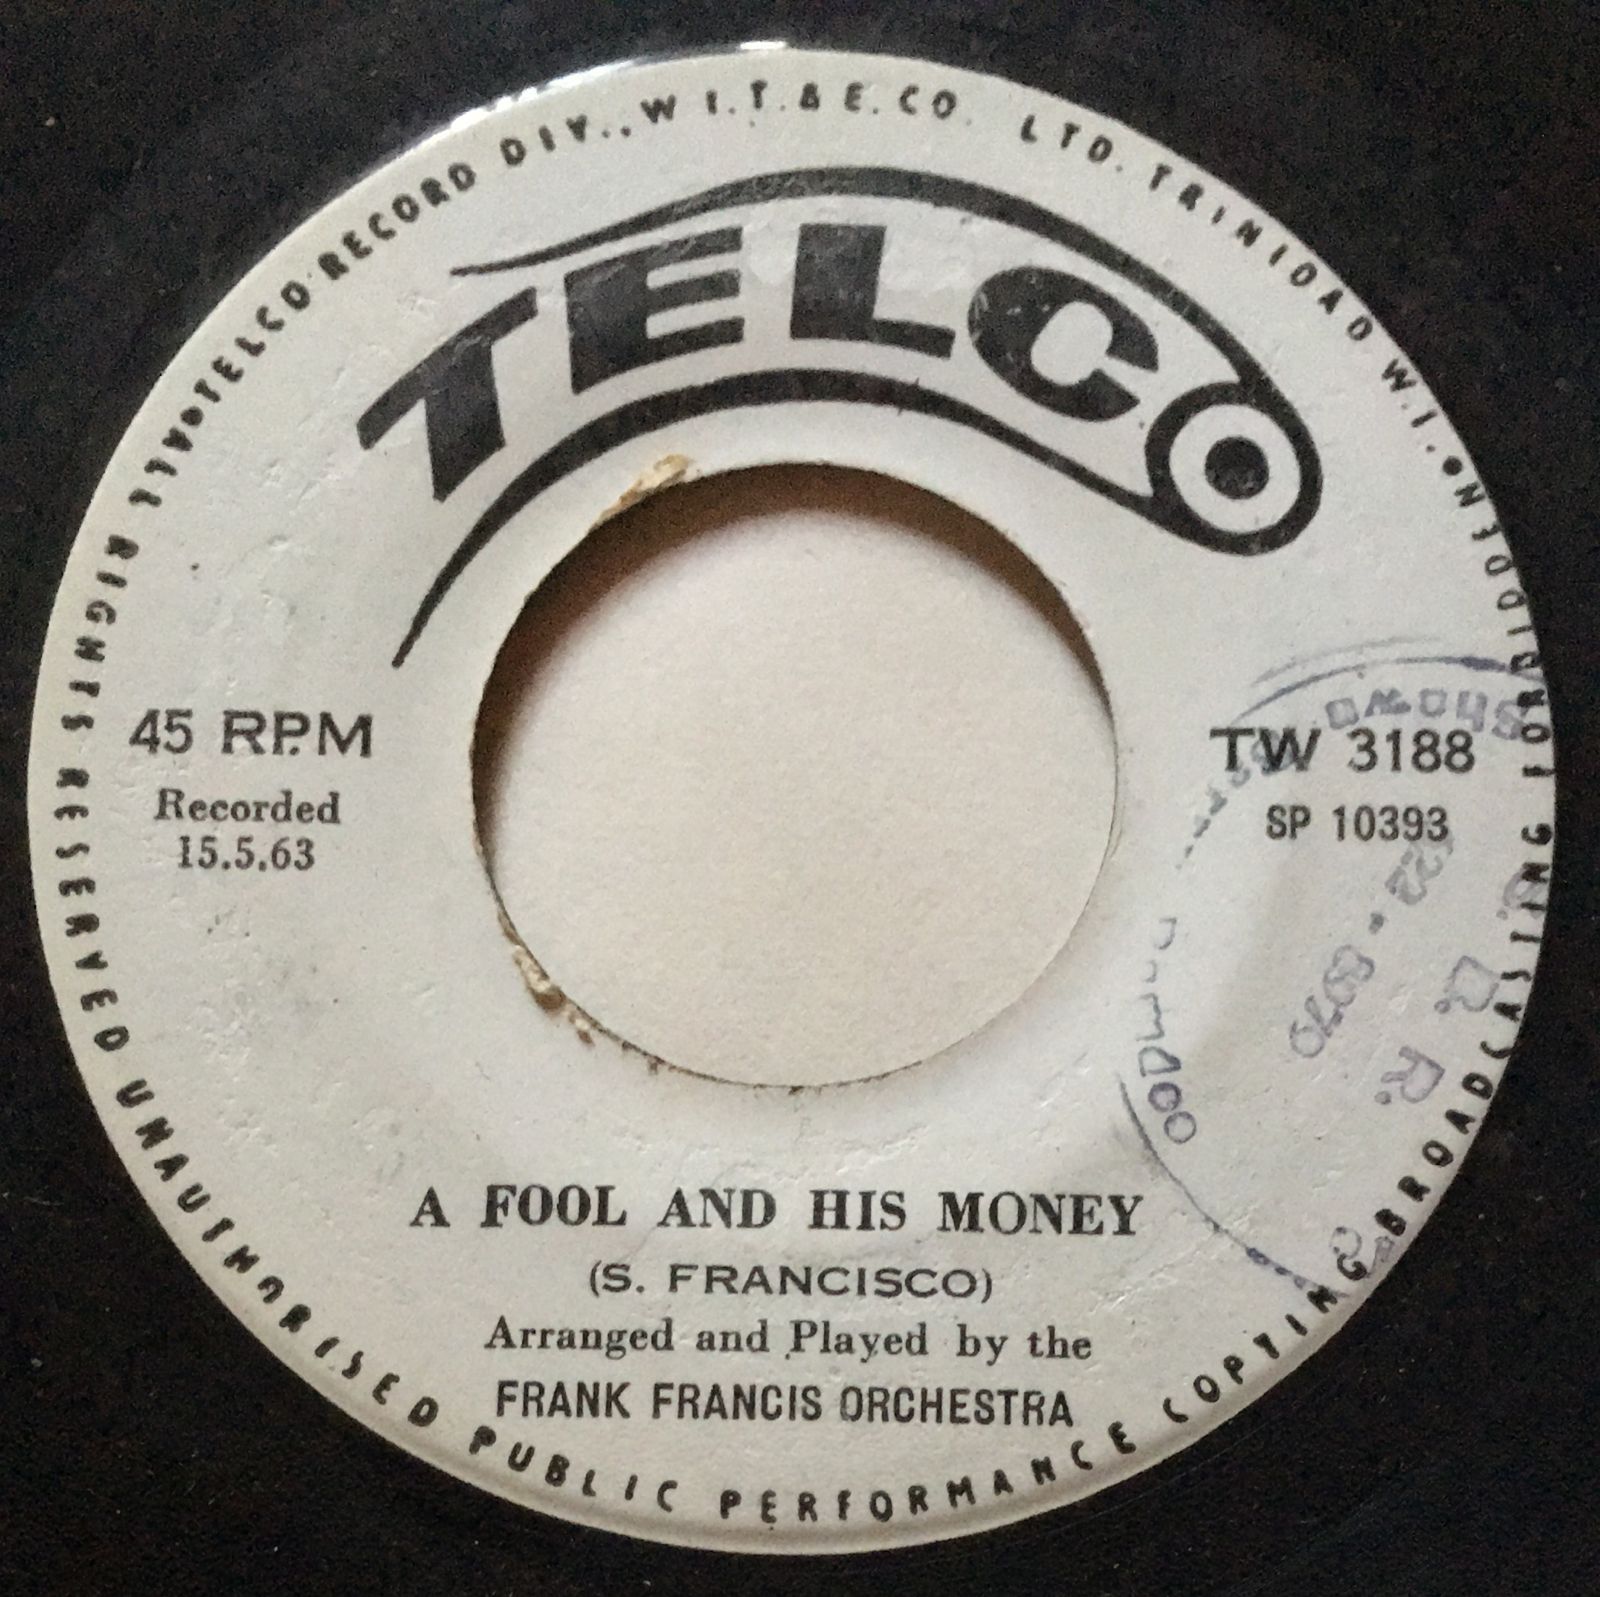 TELCO RECORD DIV., W.I.T.& E. CO. LTD. TRINIDAD W.I.
TELCO
45 RPM
Recorded
15.5.63
TW 3188
SP 10393
A FOOL AND HIS MONEY
(S. FRANCISCO)
Arranged and Played by the
FRANK FRANCIS ORCHESTRA
ALL RIGHTS RESERVED UNAUTHORISED PUBLIC PERFORMANCE COPYING BROADCASTING FORBIDDEN